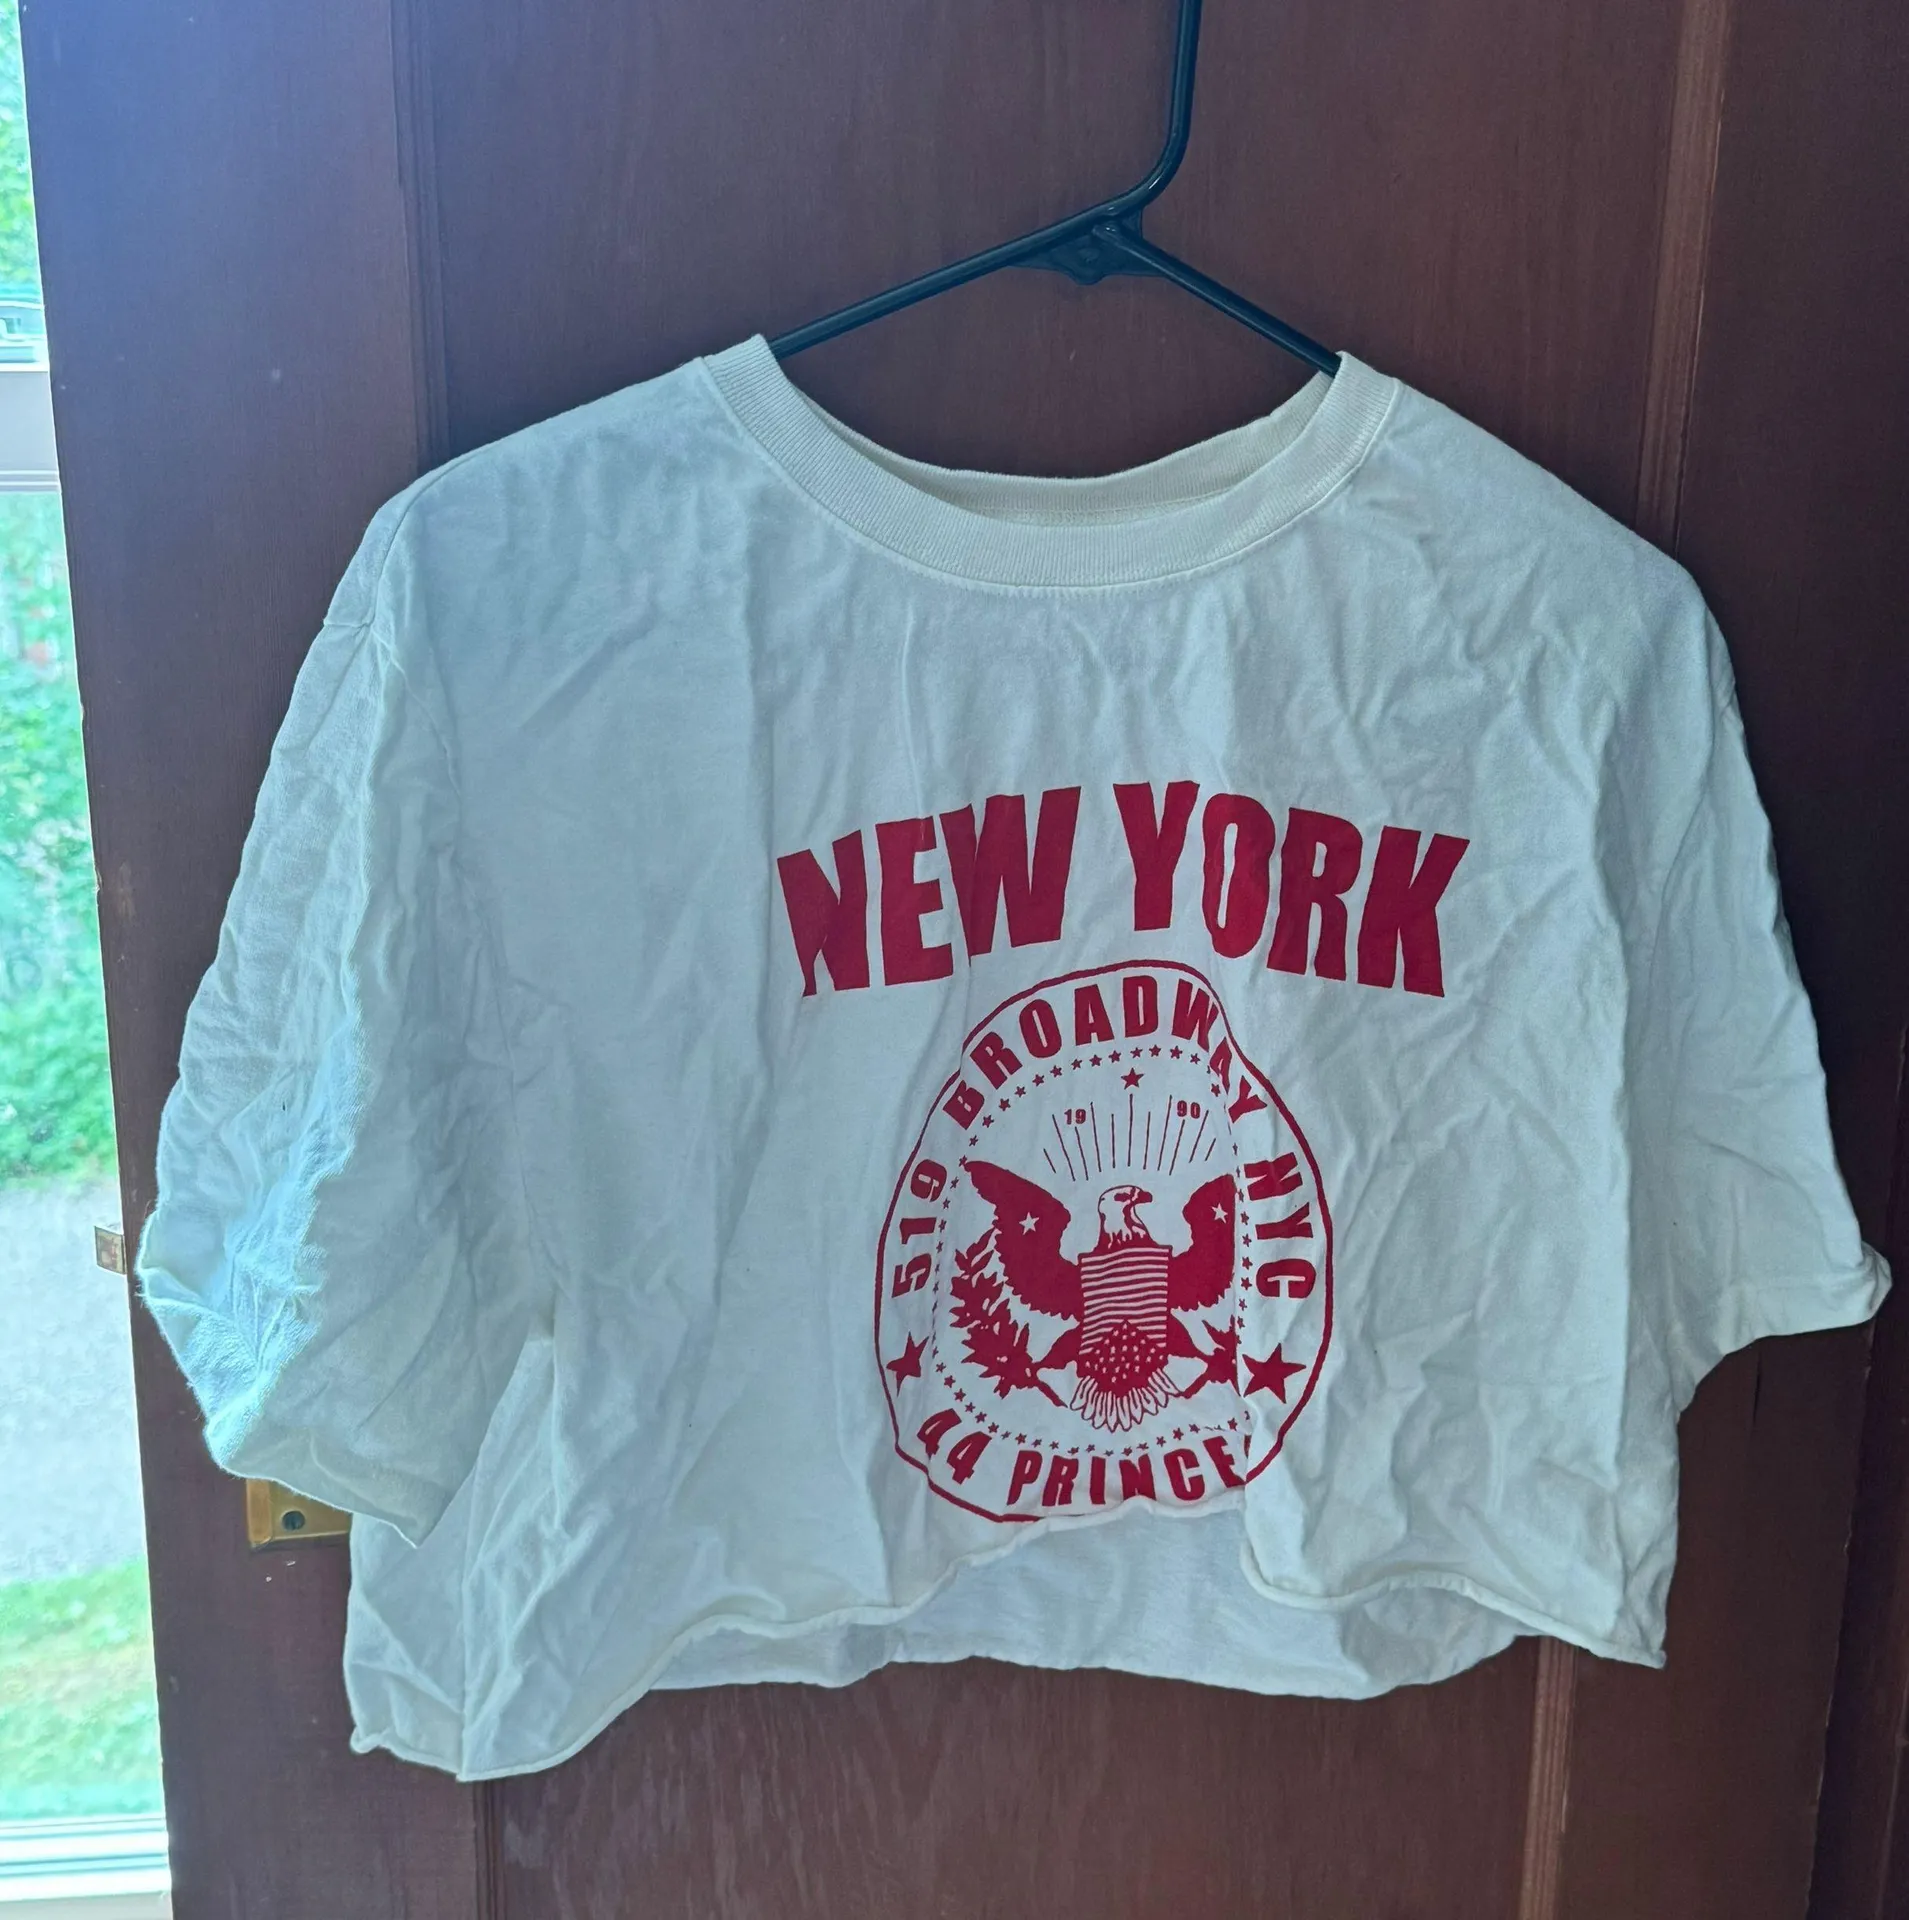 NEW YORK
519 BROADWAY NYC
19 90
44 PRINCE